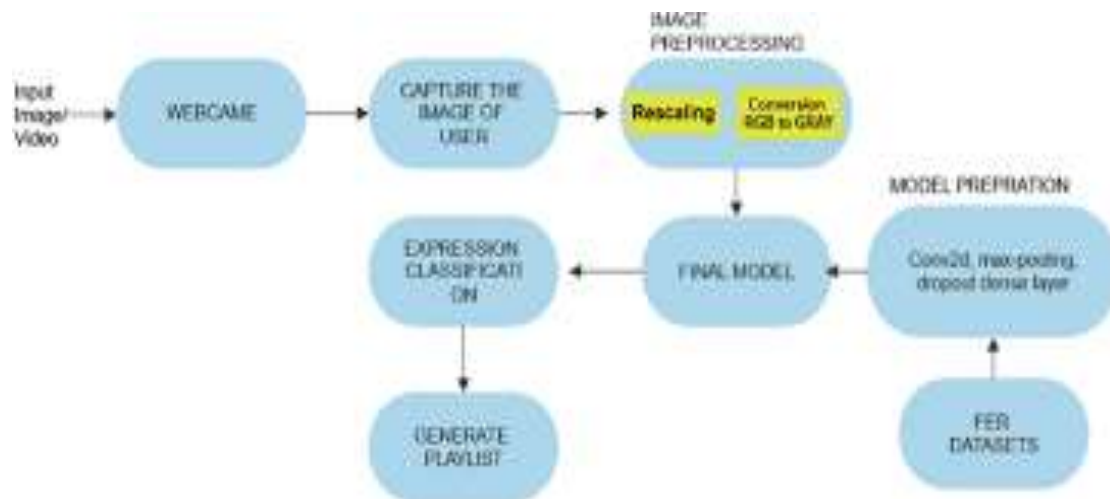 Input
Image/
Video
WEBCAME
CAPTURE THE
IMAGE OF
USER
IMAGE
PREPROCESSING
Rescaling
Conversion
RGB to GRAY
MODEL PREPRATION
Conv2d, max-pooling,
dropout dense layer
FINAL MODEL
EXPRESSION
CLASSIFICATI
ON
GENERATE
PLAYLIST
FER
DATASETS